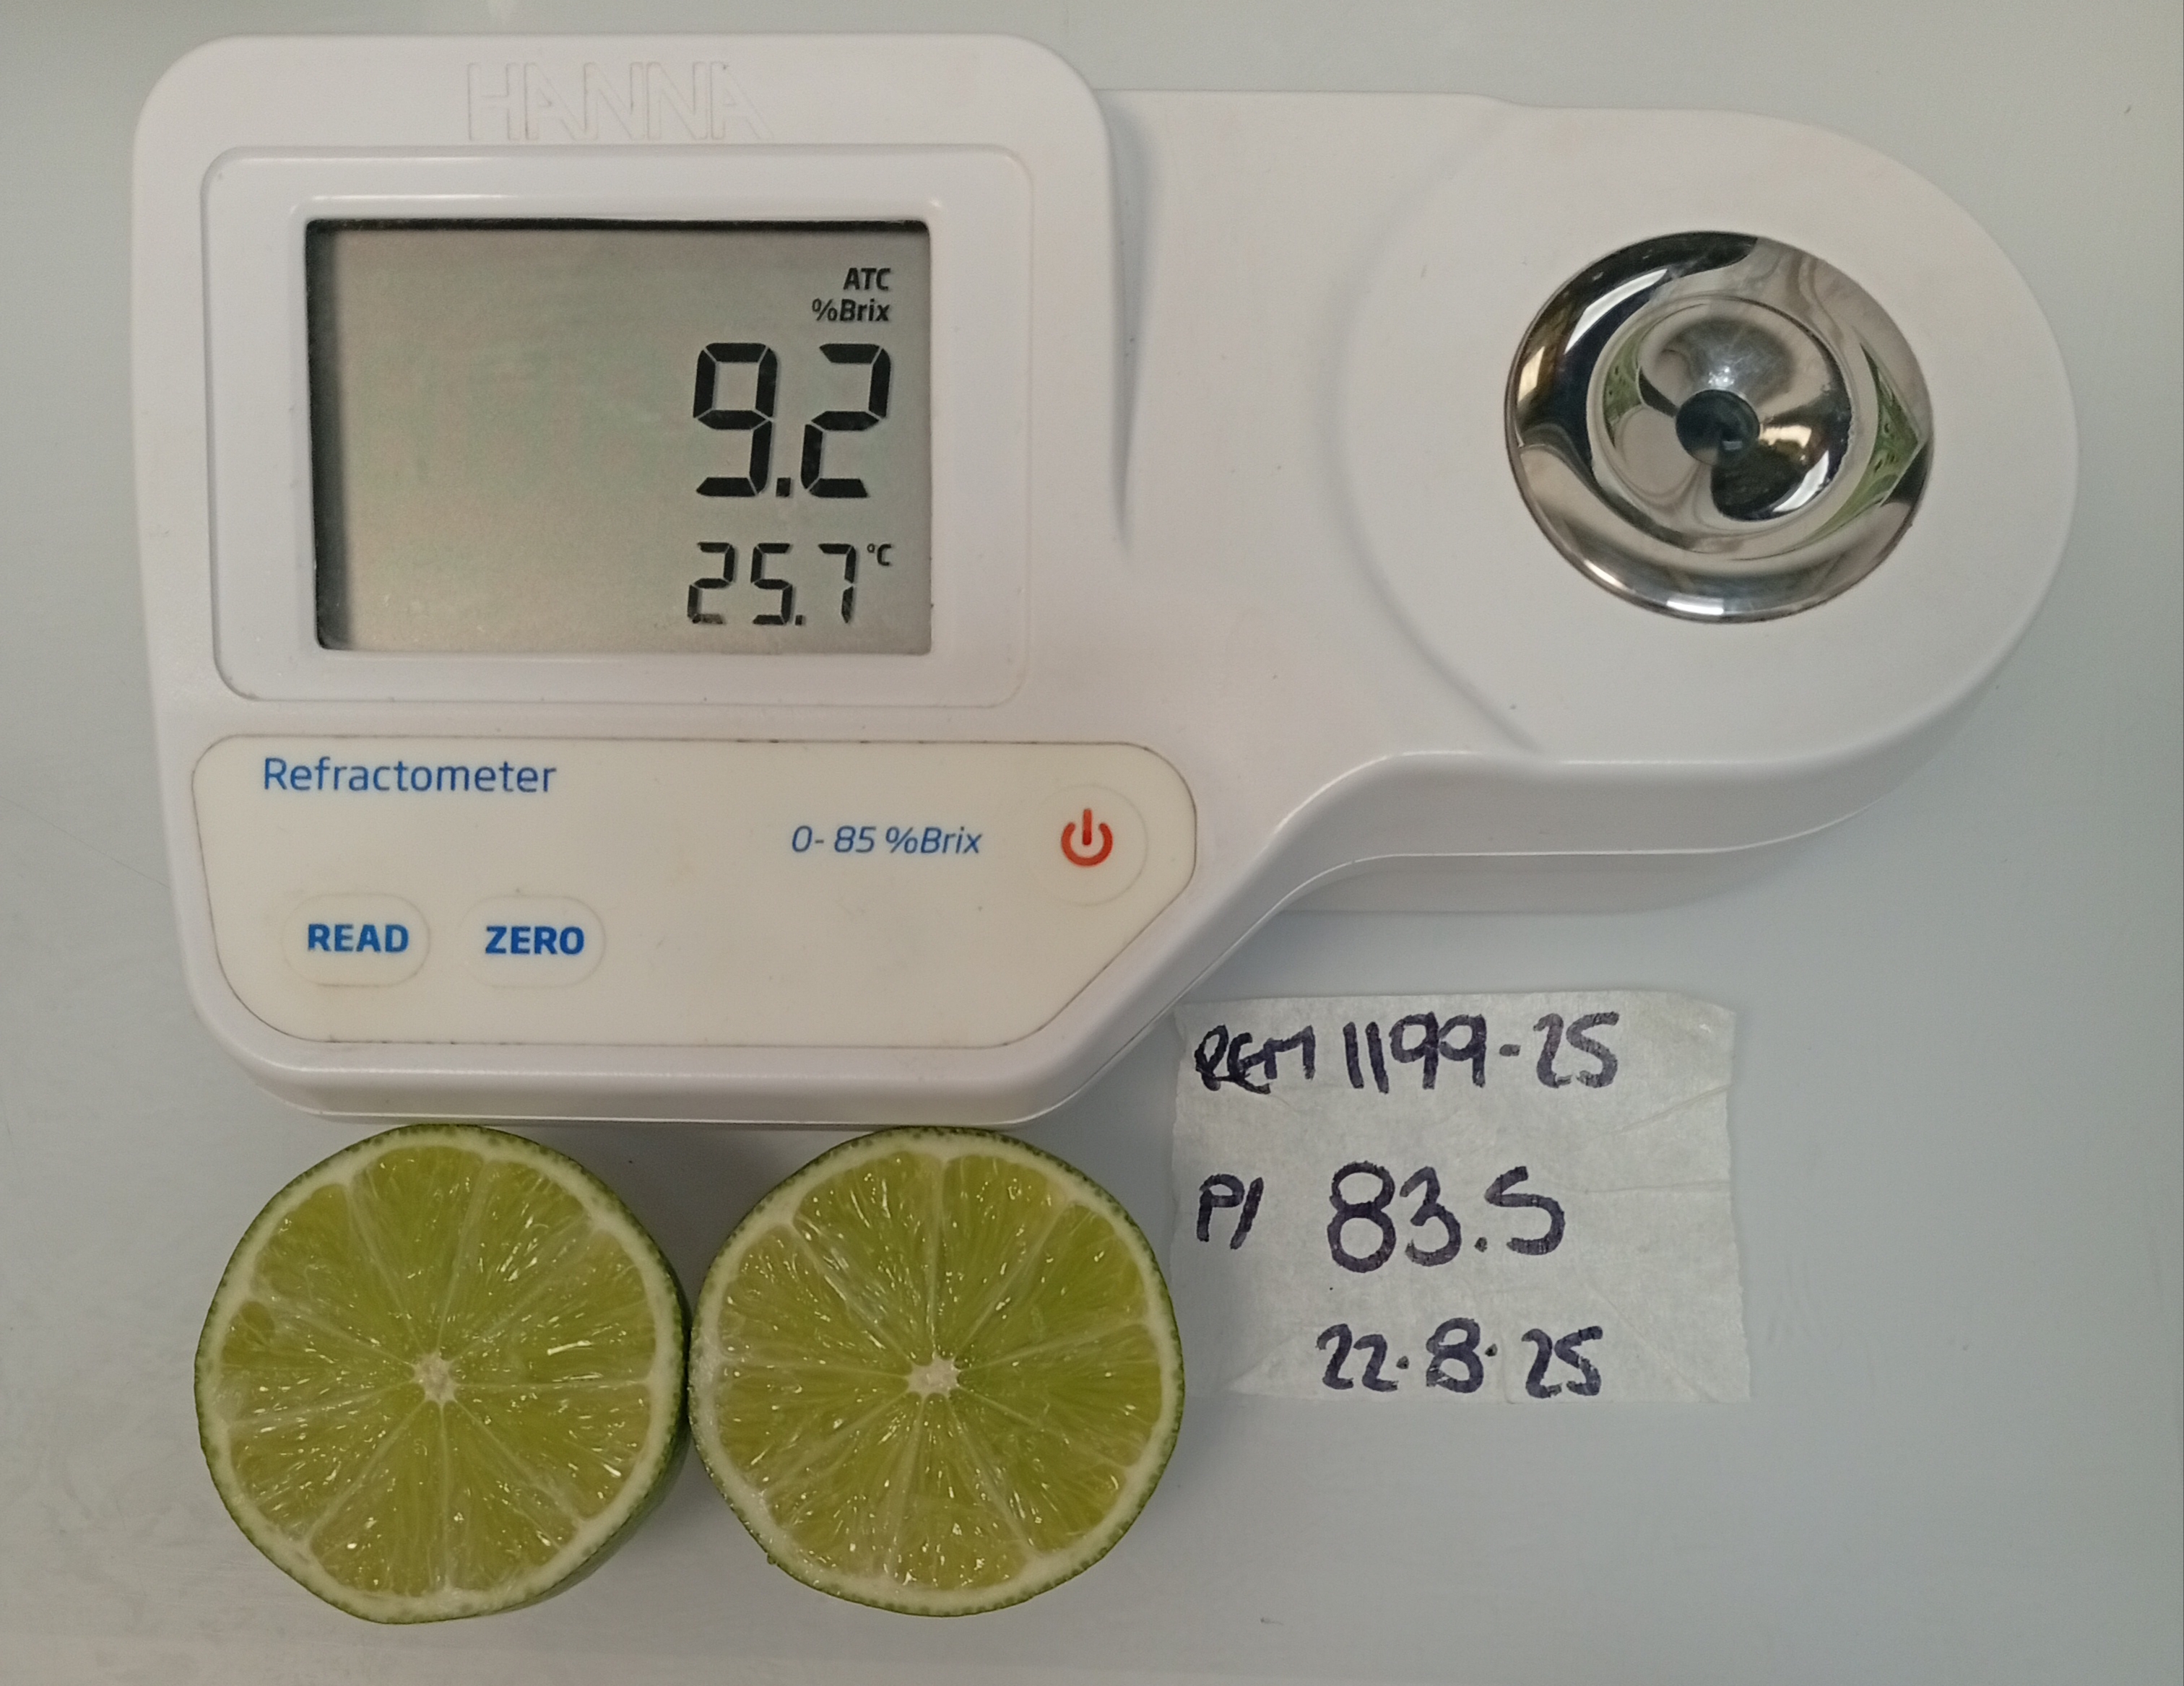 HANNA
ATC
%Brix
9.2
25.7 °C
Refractometer
0- 85 %Brix
READ ZERO
REM 1199-25
P1 83.5
22.8.25